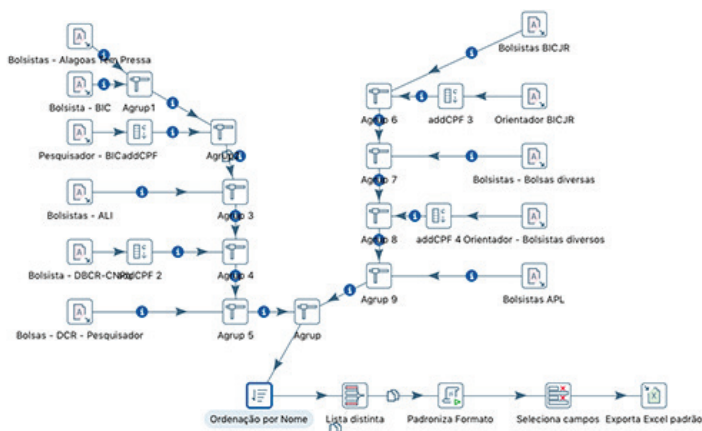 Bolsistas - Alagoas Tem Pressa
Bolsistas BICJR
Bolsista - BIC
Agrup1
Agrup 6
addCPF 3
Orientador BICJR
Pesquisador - BIC
addCPF
Agrup 7
Bolsistas - Bolsas diversas
Bolsistas - ALI
Agrup 3
Agrup 8
addCPF 4
Orientador - Bolsistas diversos
Agrup 4
Agrup 9
Bolsistas APL
Bolsas - DCR - Pesquisador
Agrup 5
Agrup
Ordenação por Nome
Lista distinta
Padroniza Formato
Seleciona campos
Exporta Excel padrão